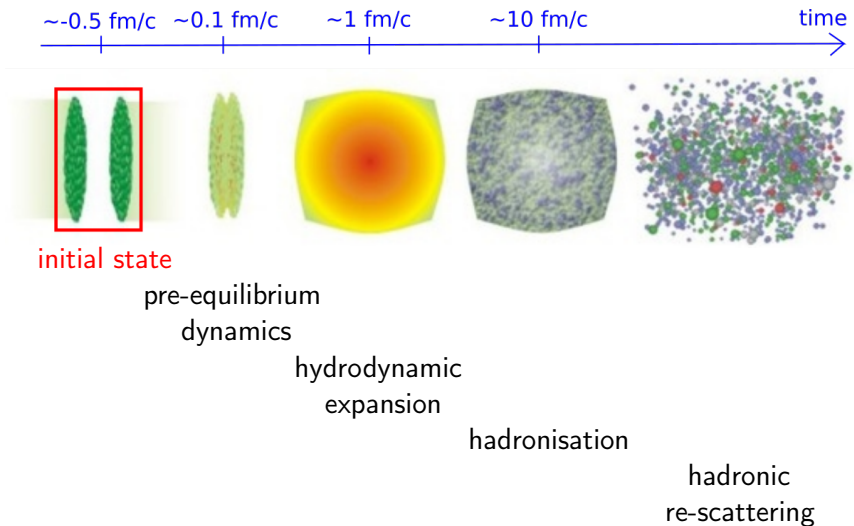 ~-0.5 fm/c ~0.1 fm/c ~1 fm/c ~10 fm/c time
initial state
pre-equilibrium
dynamics
hydrodynamic
expansion
hadronisation
hadronic
re-scattering